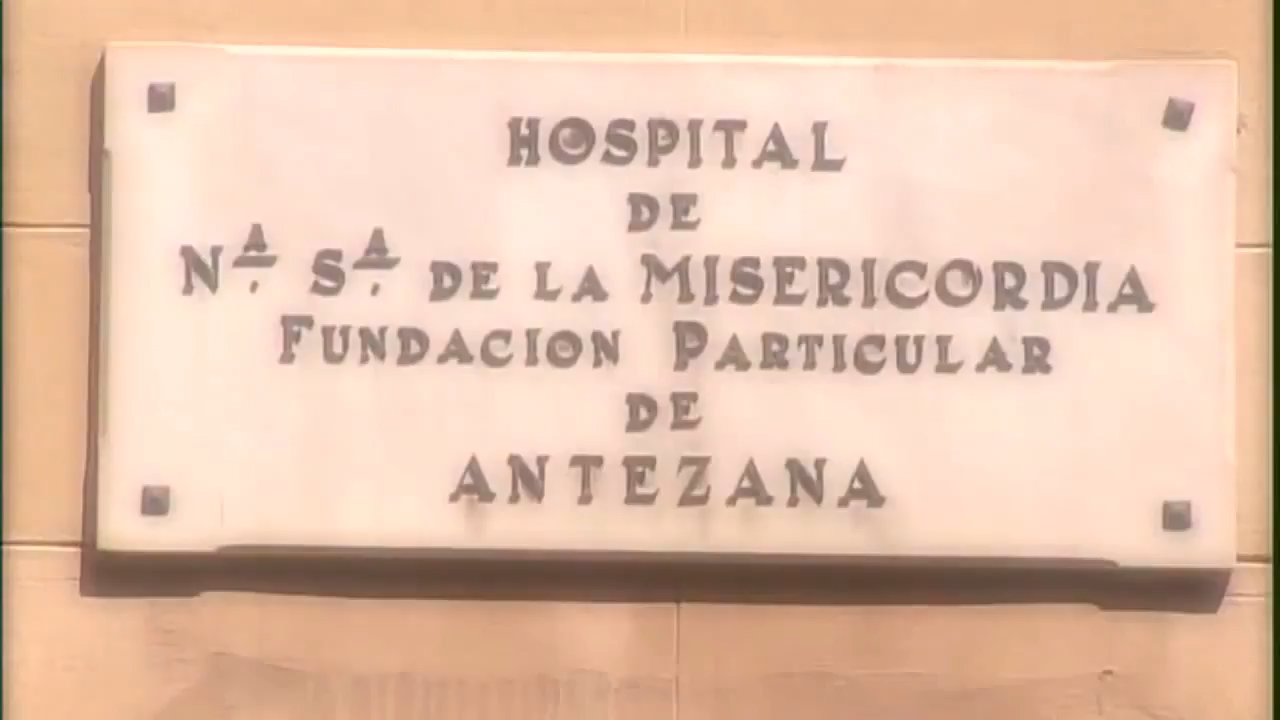 HOSPITAL
DE
Nᴬ. Sᴬ. DE LA MISERICORDIA
FUNDACION PARTICULAR
DE
ANTEZANA